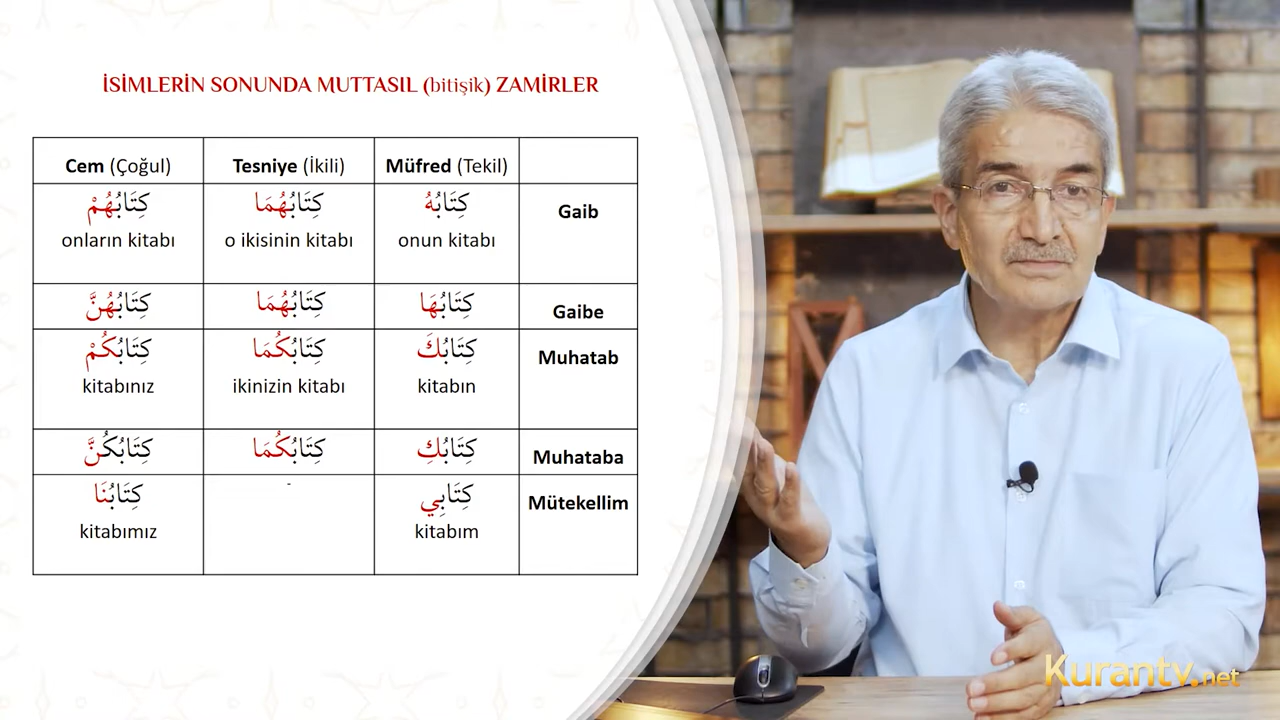 İSİMLERİN SONUNDA MUTTASIL (bitişik) ZAMİRLER
Cem (Çoğul) Tesniye (İkili) Müfred (Tekil)
كِتَابُهُمْ كِتَابُهُمَا كِتَابُهُ Gaib
onların kitabı o ikisinin kitabı onun kitabı
كِتَابُهُنَّ كِتَابُهُمَا كِتَابُهَا Gaibe
كِتَابُكُمْ كِتَابُكُمَا كِتَابُكَ Muhatab
kitabınız ikinizin kitabı kitabın
كِتَابُكُنَّ كِتَابُكُمَا كِتَابُكِ Muhataba
كِتَابُنَا - كِتَابِي Mütekellim
kitabımız kitabım
Kurantv.net